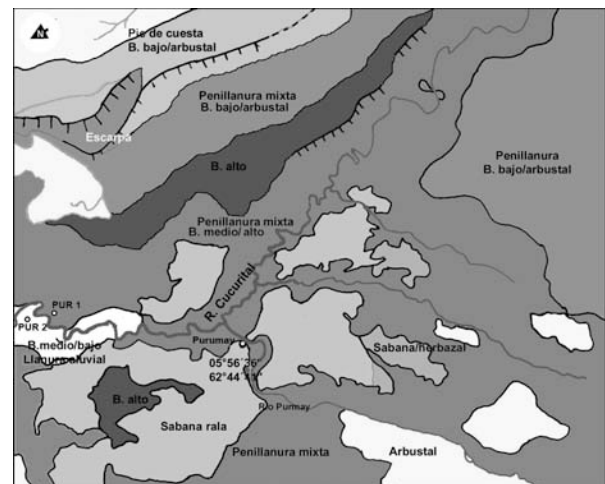 N
Pie de cuesta
B. bajo/arbustal
Penillanura mixta
B. bajo/arbustal
Escarpa
B. alto
Penillanura
B. bajo/arbustal
Penillanura mixta
B. medio/alto
R. Cucurital
PUR 1
PUR 2
B.medio/bajo
Llanura aluvial
Purumay
05°56´36"
Sabana/herbazal
B. alto
Río Purmay
Sabana rala
Penillanura mixta
Arbustal